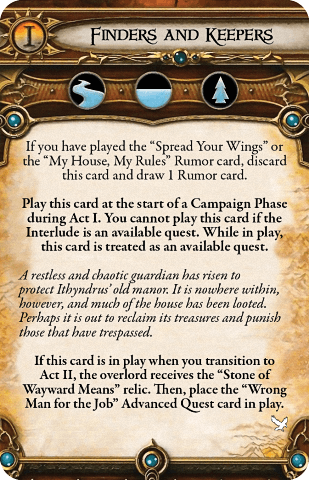 I
Finders and Keepers
If you have played the “Spread Your Wings” or
the “My House, My Rules” Rumor card, discard
this card and draw 1 Rumor card.
Play this card at the start of a Campaign Phase
during Act I. You cannot play this card if the
Interlude is an available quest. While in play,
this card is treated as an available quest.
A restless and chaotic guardian has risen to
protect Ithyndrus’ old manor. It is nowhere within,
however, and much of the house has been looted.
Perhaps it is out to reclaim its treasures and punish
those that have trespassed.
If this card is in play when you transition to
Act II, the overlord receives the “Stone of
Wayward Means” relic. Then, place the “Wrong
Man for the Job” Advanced Quest card in play.